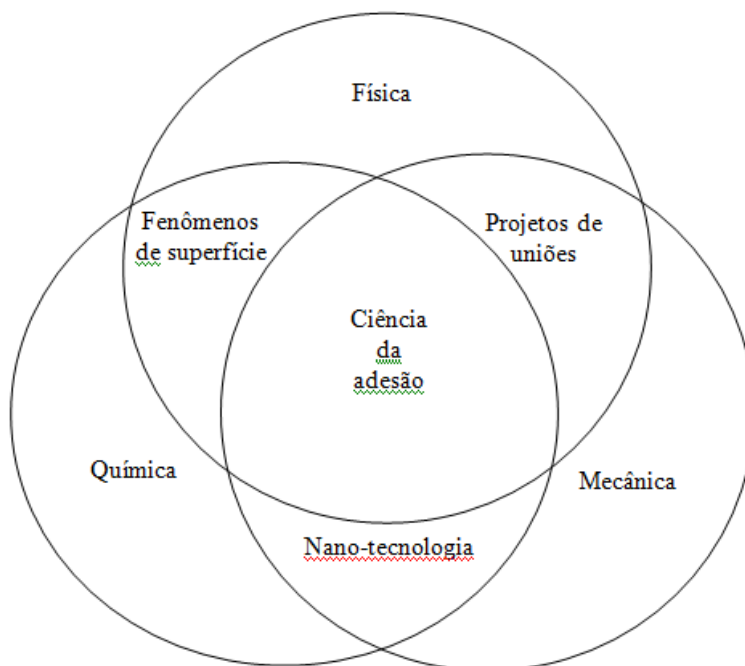 Física
Fenômenos
de superfície
Projetos de
uniões
Ciência
da
adesão
Química
Mecânica
Nano-tecnologia